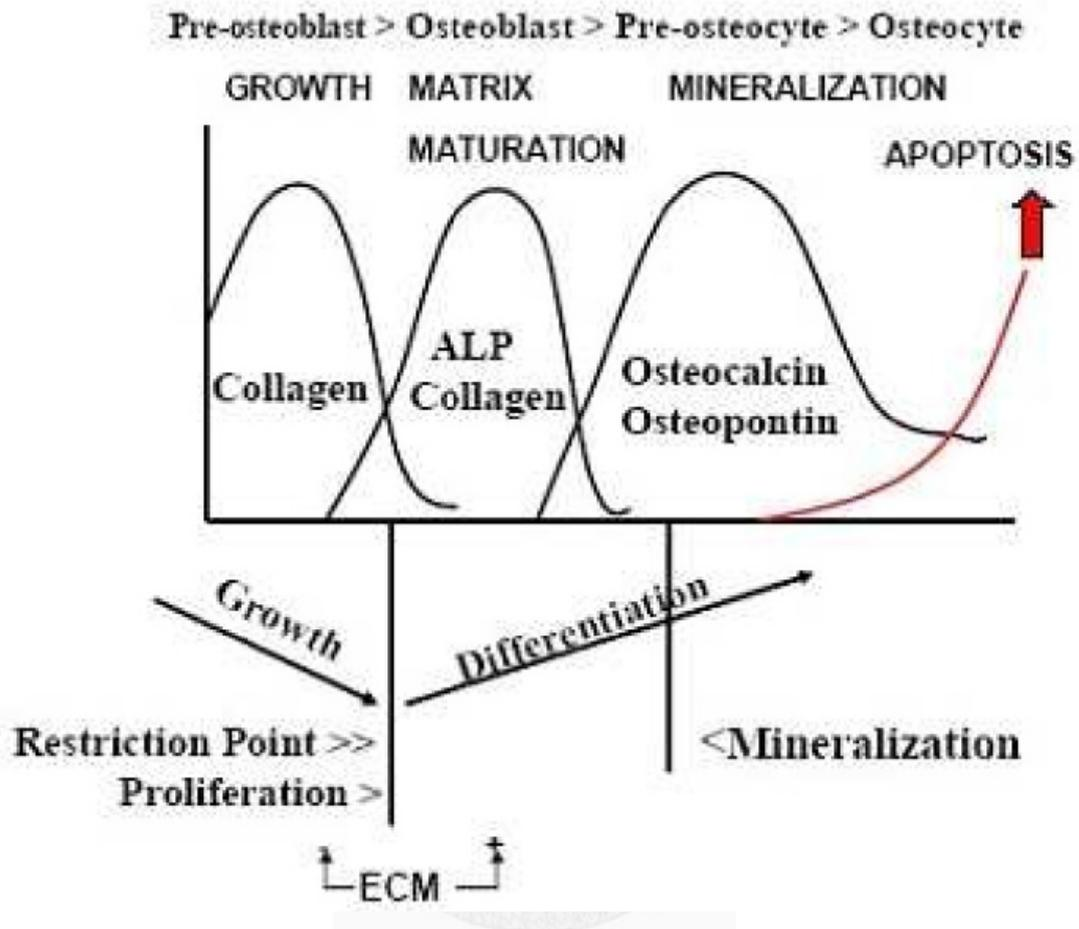 Pre-osteoblast > Osteoblast > Pre-osteocyte > Osteocyte
GROWTH MATRIX MINERALIZATION
MATURATION
APOPTOSIS
Collagen
ALP
Collagen
Osteocalcin
Osteopontin
Growth
Differentiation
Restriction Point >>
Proliferation >
<Mineralization
- +
ECM